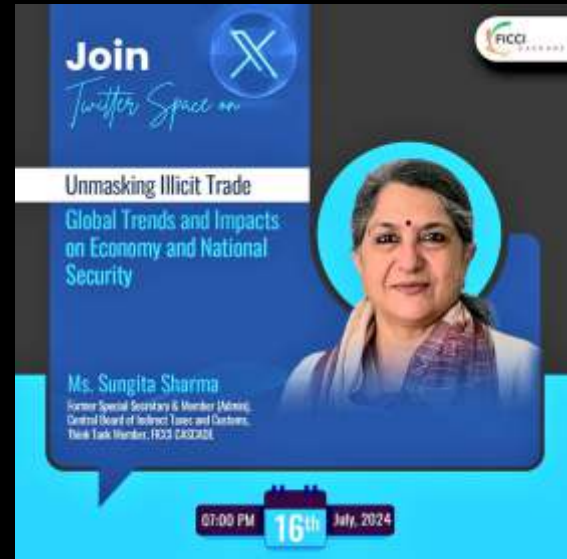 Join
Twitter Space on
FICCI
CASCADE
Unmasking Illicit Trade
Global Trends and Impacts
on Economy and National
Security
Ms. Sungita Sharma
Former Special Secretary & Member (Admin),
Central Board of Indirect Taxes and Customs,
Think Tank Member, FICCI CASCADE
07:00 PM
16th
July, 2024